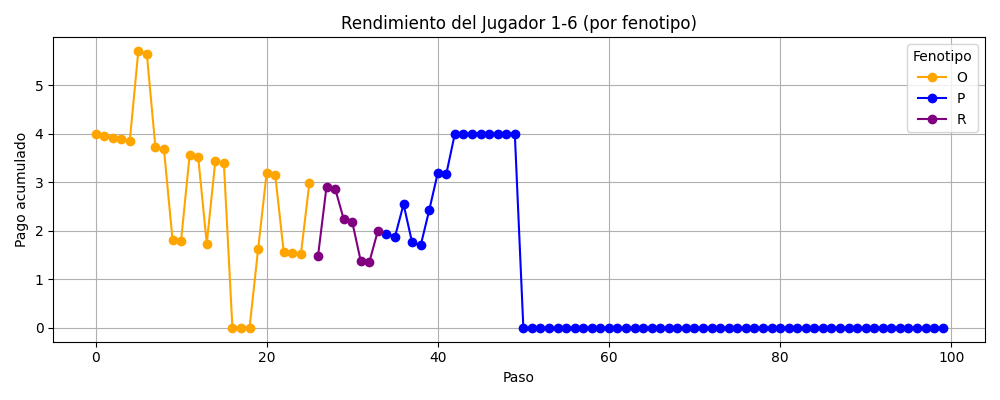 Rendimiento del Jugador 1-6 (por fenotipo)
Pago acumulado
5
4
3
2
1
0
0
20
40
60
80
100
Paso
Fenotipo
O
P
R